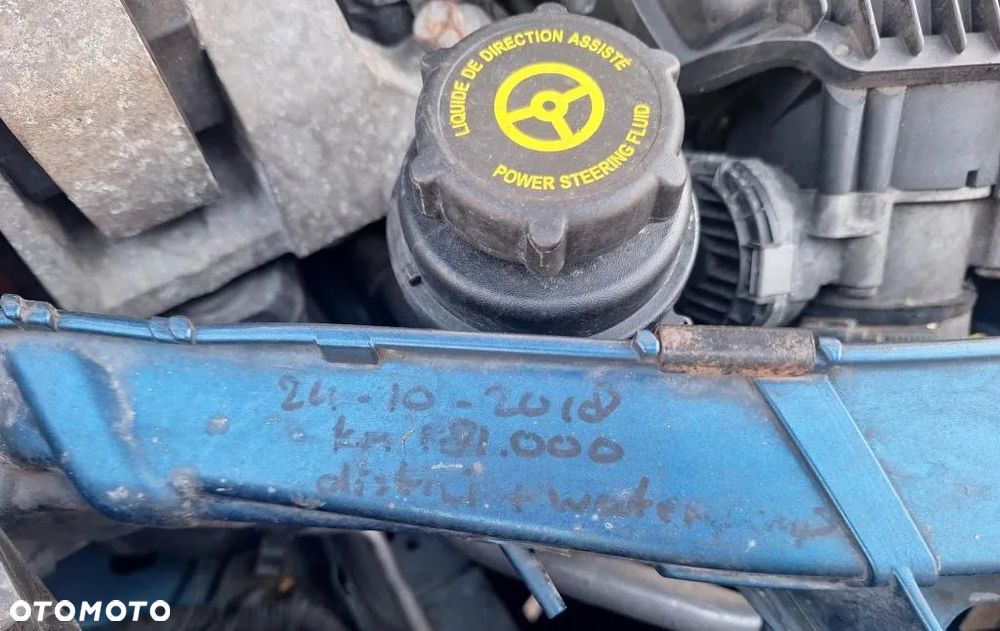 LIQUIDE DE DIRECTION ASSISTÉ
POWER STEERING FLUID
24-10-2018
km 181.000
+ water
OTOMOTO